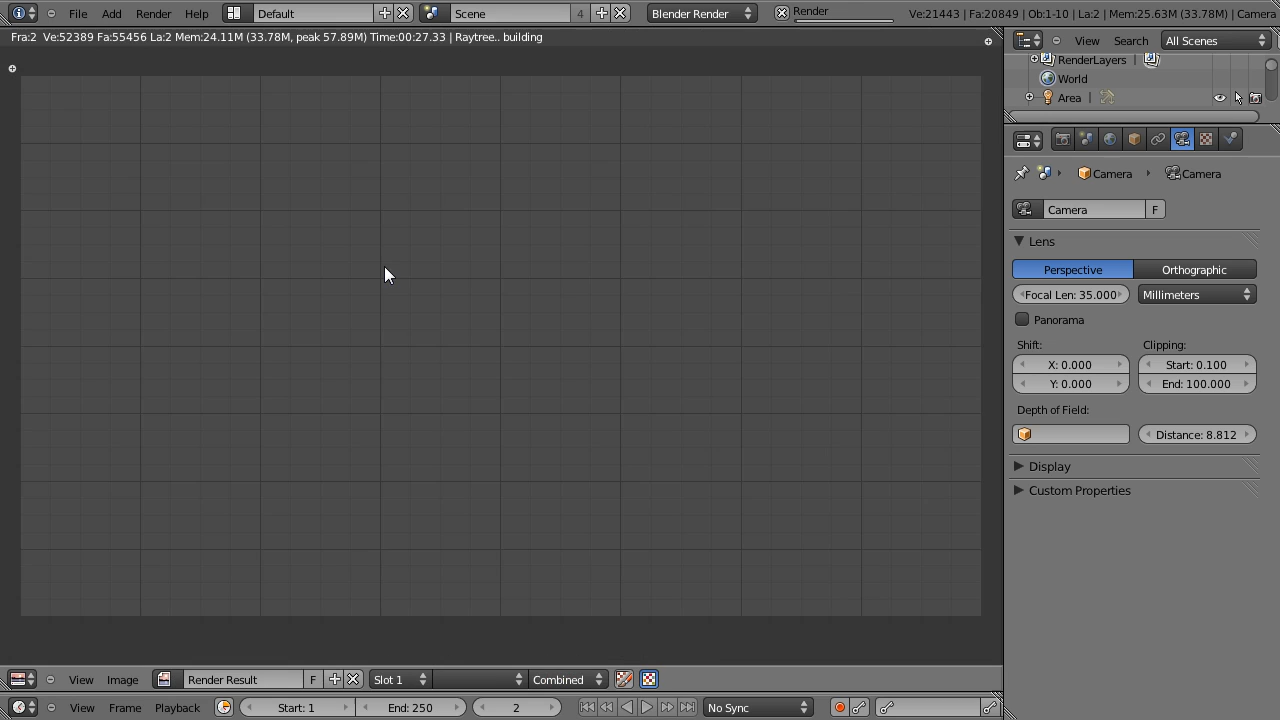 File Add Render Help Default Scene 4 Blender Render Render Ve:21443 | Fa:20849 | Ob:1-10 | La:2 | Mem:25.63M (33.78M) | Camera
Fra:2 Ve:52389 Fa:55456 La:2 Mem:24.11M (33.78M, peak 57.89M) Time:00:27.33 | Raytree.. building
View Search All Scenes
RenderLayers |
World
Area |
Camera Camera
Camera F
Lens
Perspective Orthographic
Focal Len: 35.000 Millimeters
Panorama
Shift: Clipping:
X: 0.000 Start: 0.100
Y: 0.000 End: 100.000
Depth of Field:
Distance: 8.812
Display
Custom Properties
View Image Render Result F Slot 1 Combined
View Frame Playback Start: 1 End: 250 2 No Sync